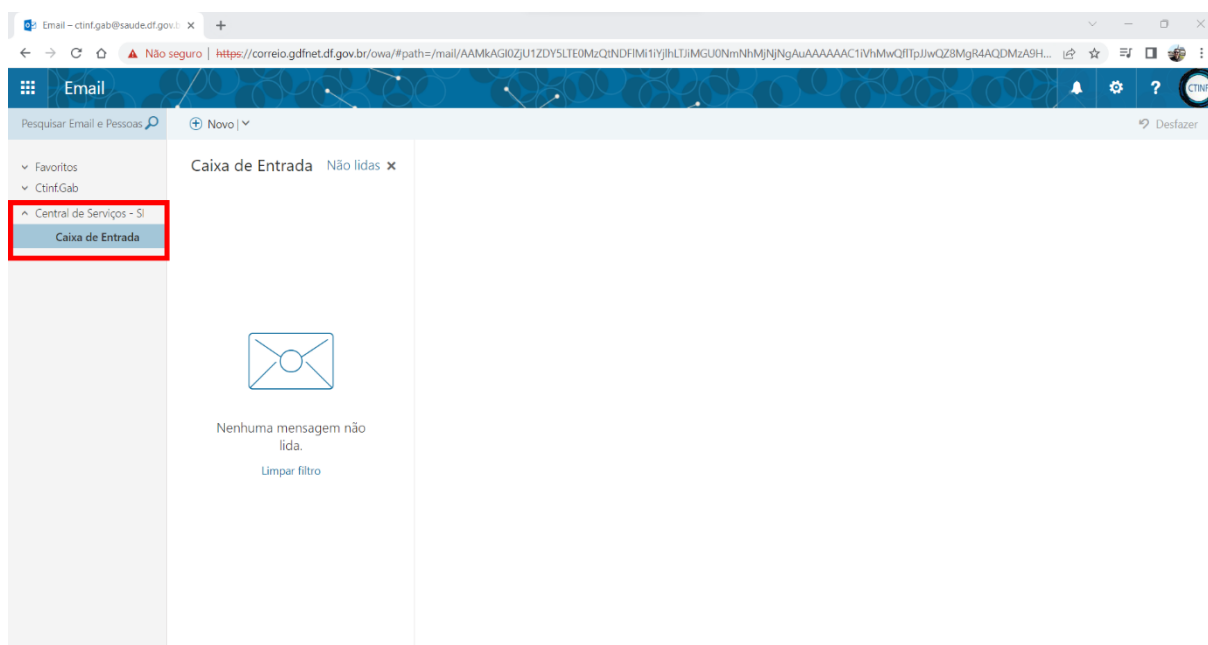 Email – ctinf.gab@saude.df.gov.b
Não seguro | https://correio.gdfnet.df.gov.br/owa/#path=/mail/
Email
CTINF
Pesquisar Email e Pessoas
Novo
Desfazer
Favoritos
Caixa de Entrada Não lidas
Ctinf.Gab
Central de Serviços - SI
Caixa de Entrada
Nenhuma mensagem não
lida.
Limpar filtro